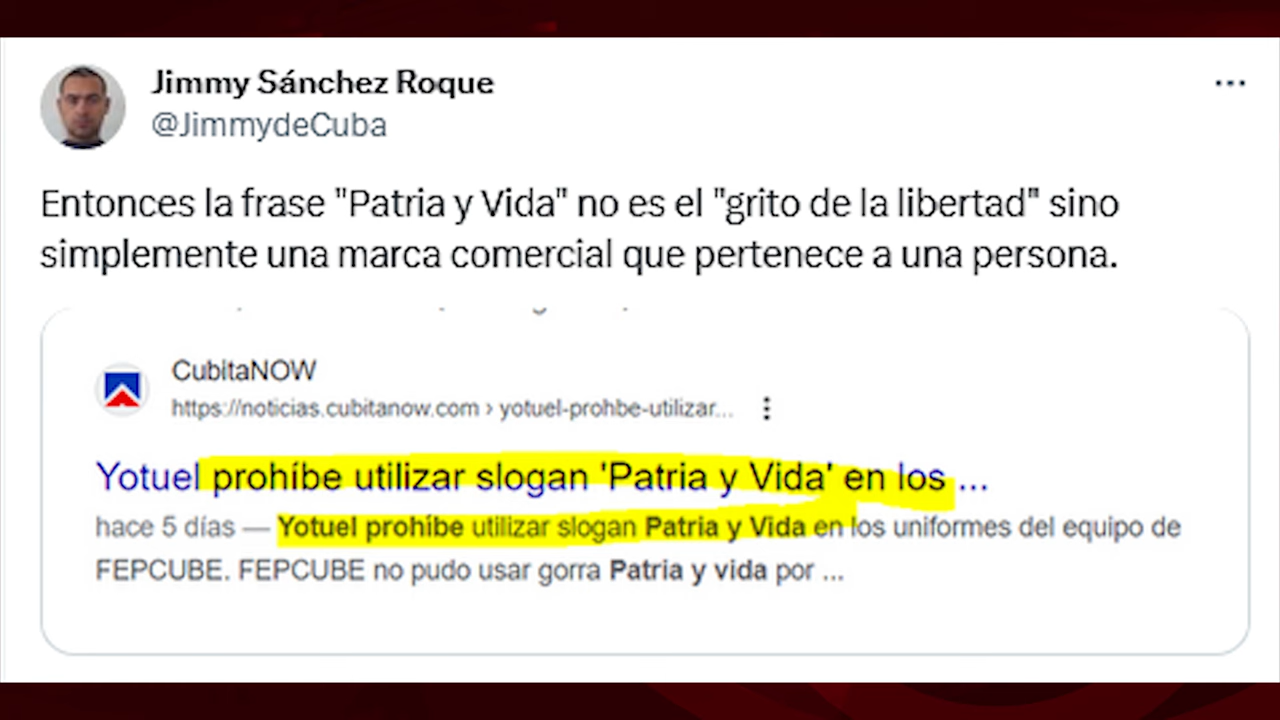 Jimmy Sánchez Roque
@JimmydeCuba
Entonces la frase "Patria y Vida" no es el "grito de la libertad" sino
simplemente una marca comercial que pertenece a una persona.
CubitaNOW
https://noticias.cubitanow.com › yotuel-prohbe-utilizar...
Yotuel prohíbe utilizar slogan 'Patria y Vida' en los ...
hace 5 días — Yotuel prohíbe utilizar slogan Patria y Vida en los uniformes del equipo de
FEPCUBE. FEPCUBE no pudo usar gorra Patria y vida por ...